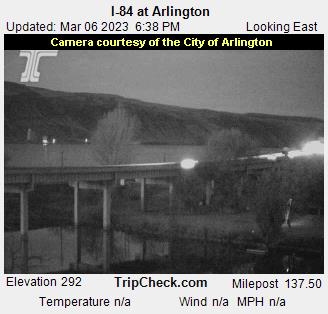 I-84 at Arlington
Updated: Mar 06 2023 6:38 PM Looking East
Camera courtesy of the City of Arlington
Elevation 292 TripCheck.com Milepost 137.50
Temperature n/a Wind n/a MPH n/a